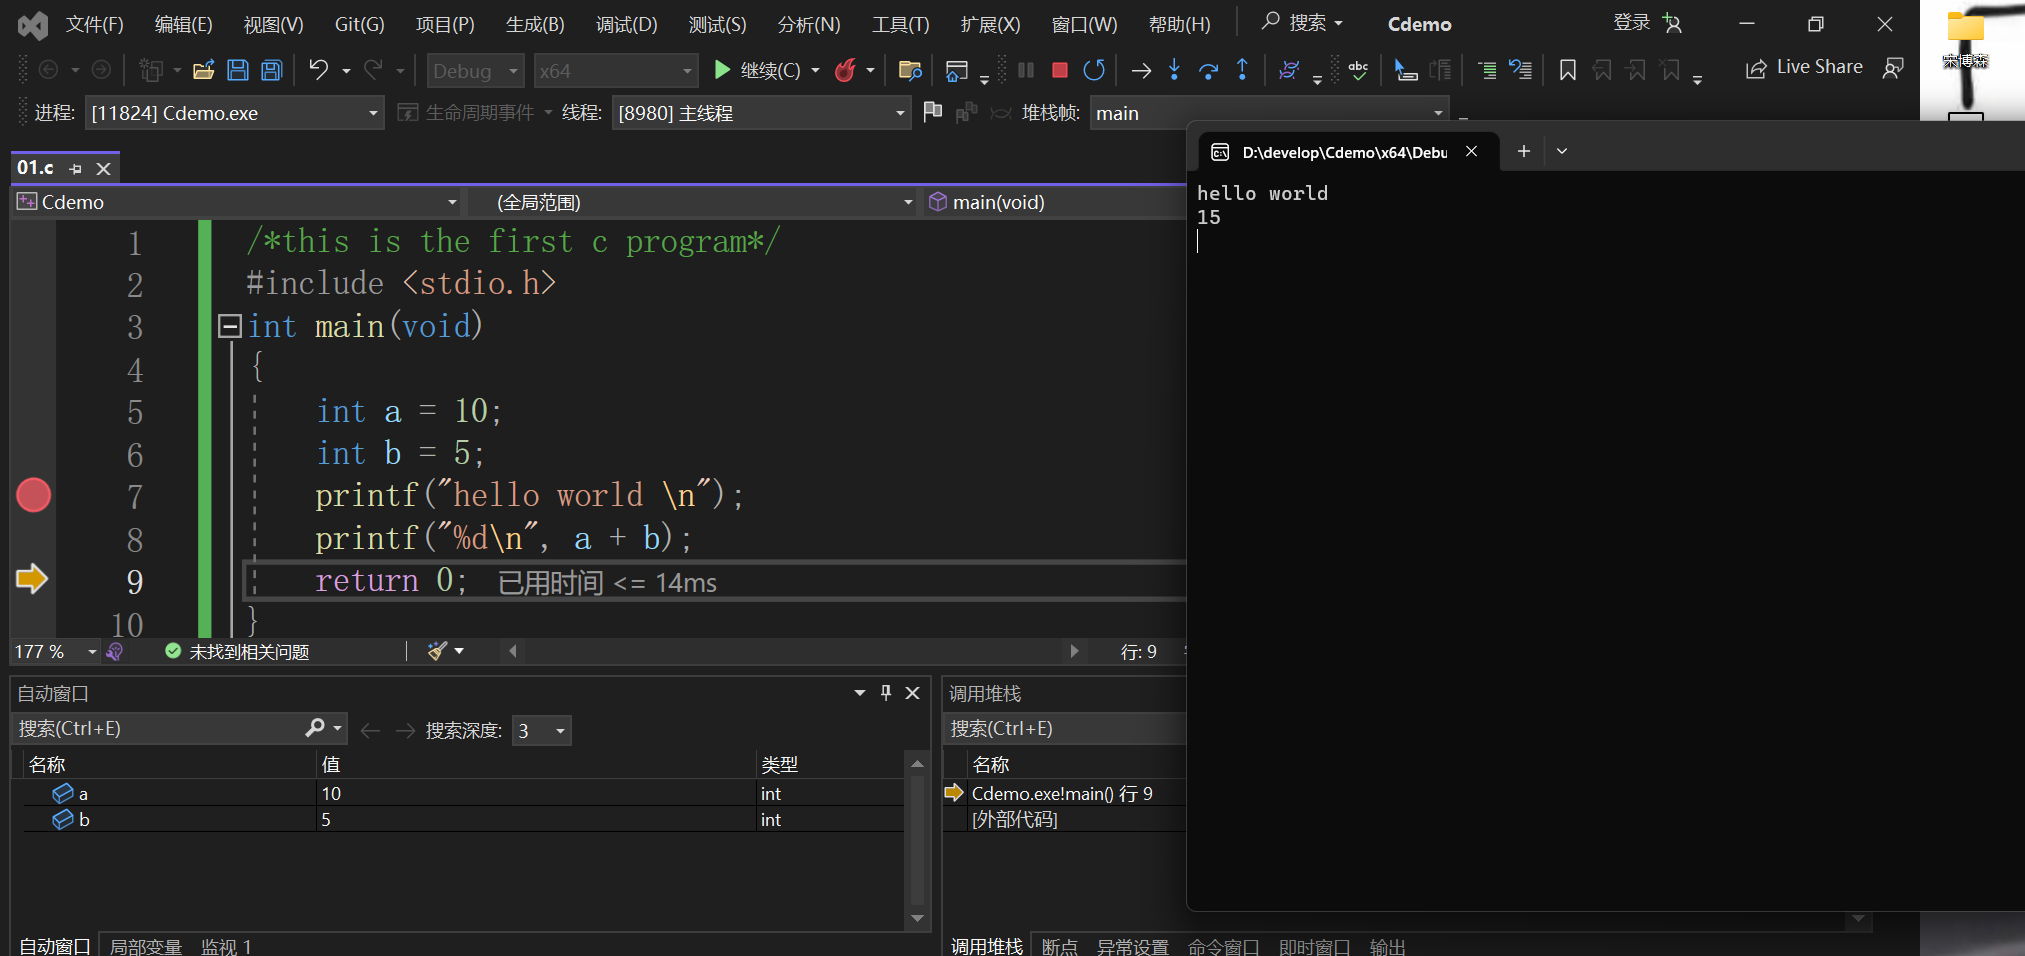 文件(F) 编辑(E) 视图(V) Git(G) 项目(P) 生成(B) 调试(D) 测试(S) 分析(N) 工具(T) 扩展(X) 窗口(W) 帮助(H) 搜索 Cdemo 登录
Debug x64 继续(C) abc Live Share
进程: [11824] Cdemo.exe 生命周期事件 线程: [8980] 主线程 堆栈帧: main
01.c
Cdemo (全局范围) main(void)
1 /*this is the first c program*/
2 #include <stdio.h>
3 int main(void)
4 {
5 int a = 10;
6 int b = 5;
7 printf("hello world \n");
8 printf("%d\n", a + b);
9 return 0; 已用时间 <= 14ms
10 }
177 % 未找到相关问题 行: 9
自动窗口
搜索(Ctrl+E) 搜索深度: 3
名称 值 类型
a 10 int
b 5 int
自动窗口 局部变量 监视 1
调用堆栈
搜索(Ctrl+E)
名称
Cdemo.exe!main() 行 9
[外部代码]
调用堆栈 断点 异常设置 命令窗口 即时窗口 输出
D:\develop\Cdemo\x64\Debu
hello world
15